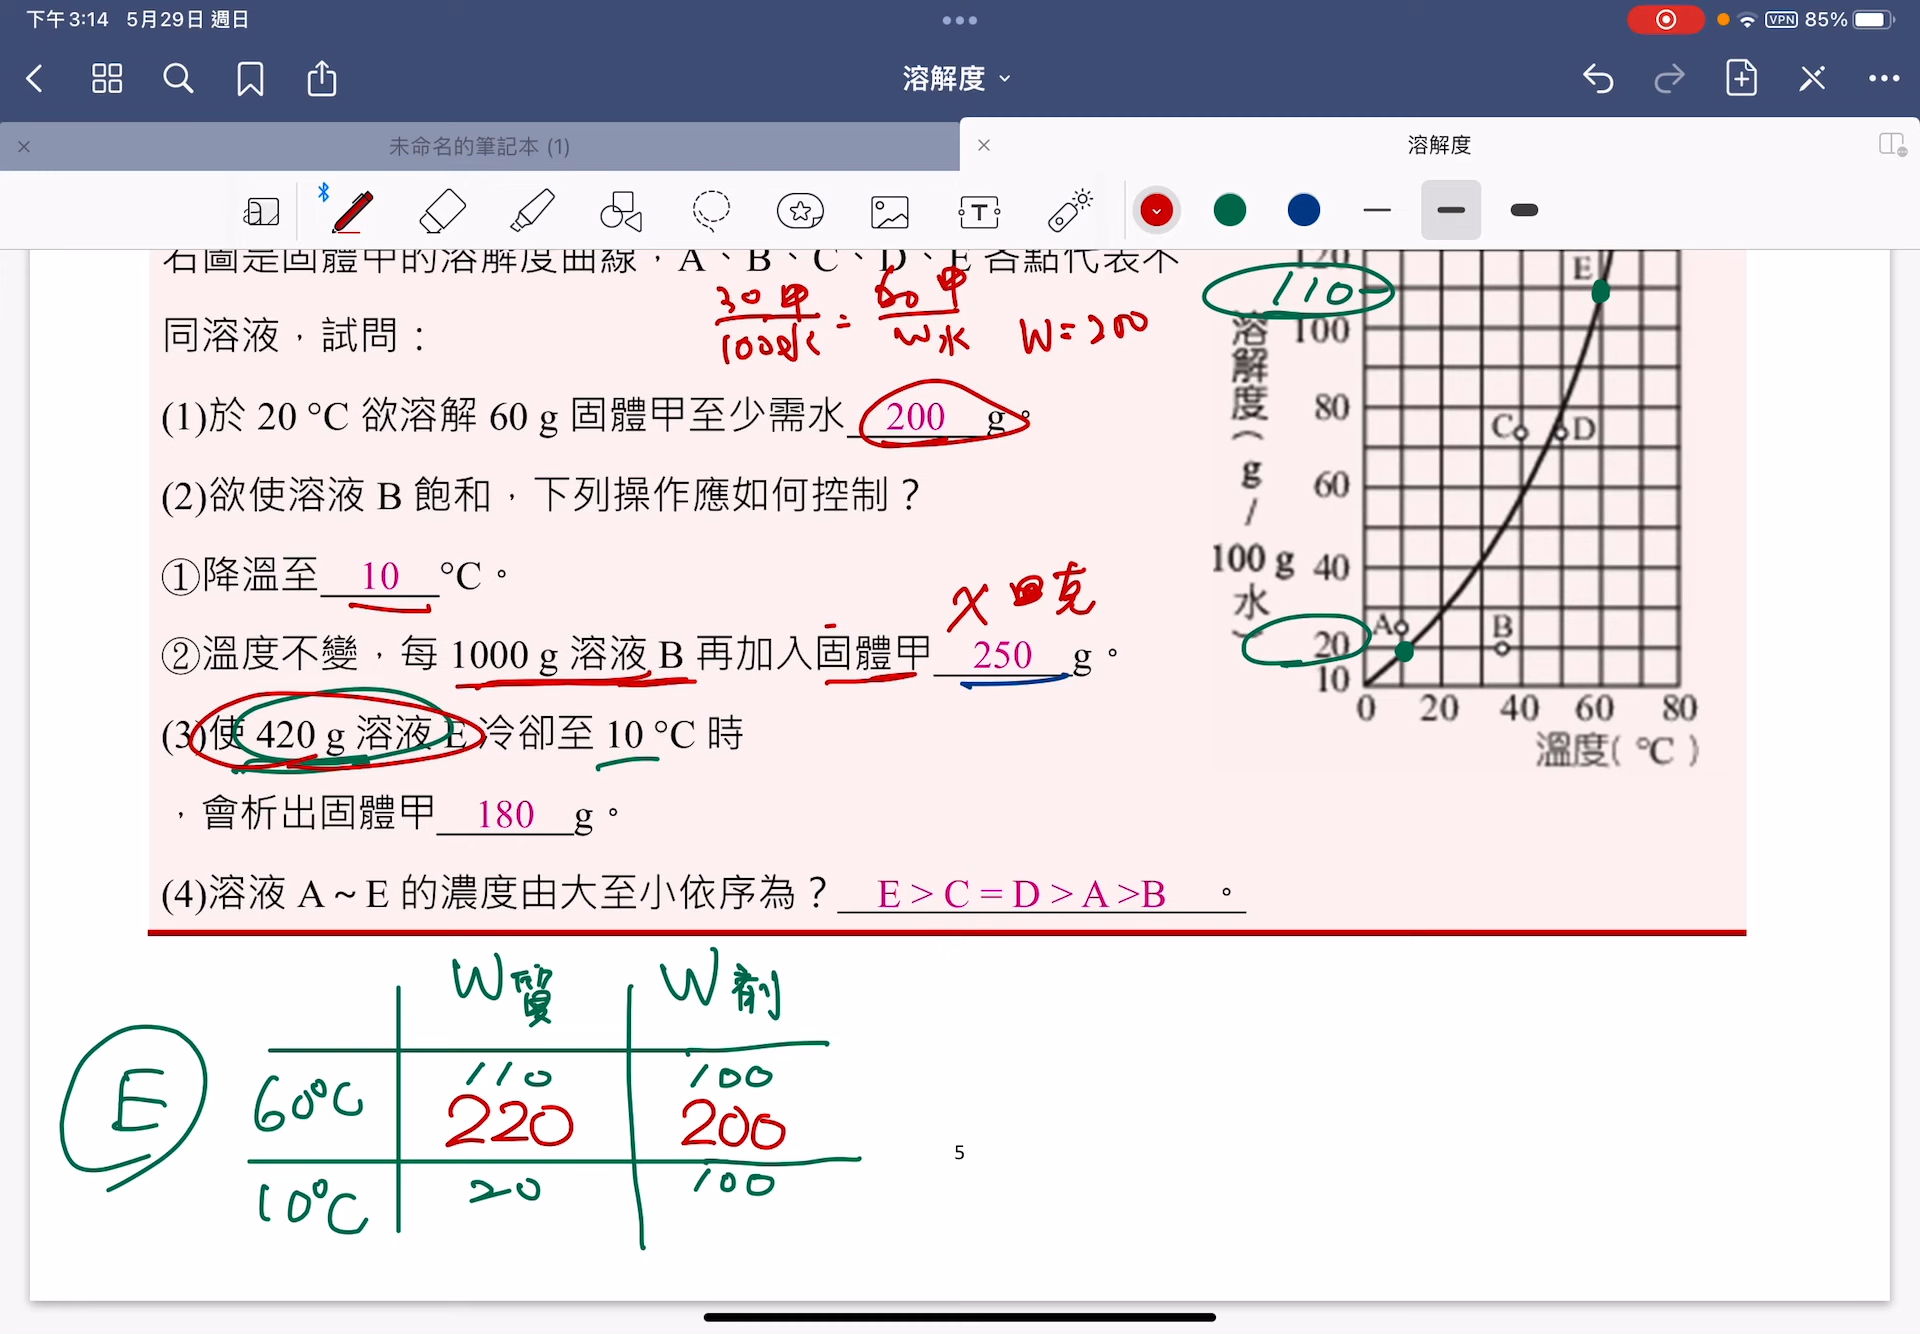 下午3:14 5月29日 週日
VPN 85%
溶解度
未命名的筆記本 (1)
溶解度
右圖是固體甲的溶解度曲線，A、B、C、D、E 各點代表不
同溶液，試問：
30甲/100水 = 60甲/W水 W=200
(1)於 20 °C 欲溶解 60 g 固體甲至少需水 200 g。
(2)欲使溶液 B 飽和，下列操作應如何控制？
①降溫至 10 °C。
X 甲克
②溫度不變，每 1000 g 溶液 B 再加入固體甲 250 g。
(3)使 420 g 溶液 E 冷卻至 10 °C 時
，會析出固體甲 180 g。
(4)溶液 A ~ E 的濃度由大至小依序為？ E > C = D > A >B 。
溶解度（g/100 g水）
120
110
100
80
60
40
20
10
E
C D
A B
0 20 40 60 80
溫度( °C )
W質 W劑
E
60°C 110 100
220 200
10°C 20 100
5